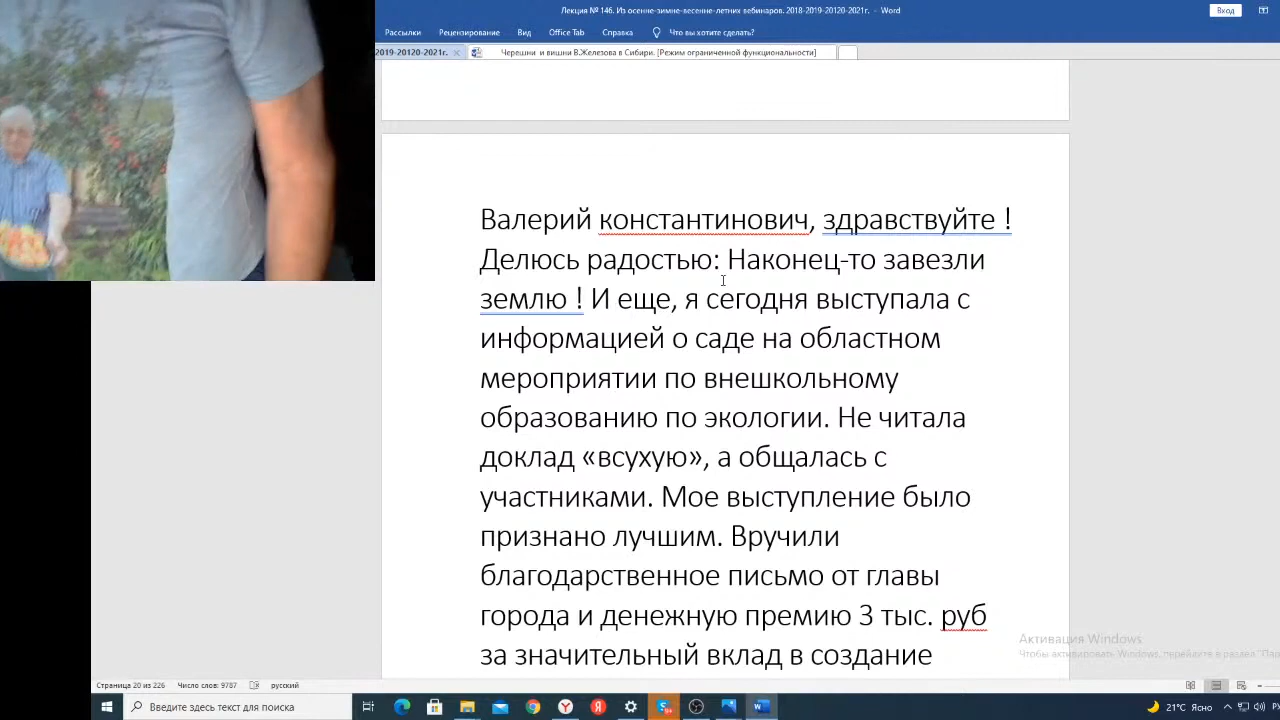 Лекция № 146. Из осенне-зимне-весенне-летних вебинаров. 2018-2019-20120-2021г. - Word
Вход
Рассылки Рецензирование Вид Office Tab Справка Что вы хотите сделать?
2019-20120-2021г. Черешни и вишни В.Железова в Сибири. [Режим ограниченной функциональности]
Валерий константинович, здравствуйте !
Делюсь радостью: Наконец-то завезли
землю ! И еще, я сегодня выступала с
информацией о саде на областном
мероприятии по внешкольному
образованию по экологии. Не читала
доклад «всухую», а общалась с
участниками. Мое выступление было
признано лучшим. Вручили
благодарственное письмо от главы
города и денежную премию 3 тыс. руб
за значительный вклад в создание
Активация Windows
Чтобы активировать Windows, перейдите в раздел
Страница 20 из 226 Число слов: 9787 русский
Введите здесь текст для поиска
21°C Ясно